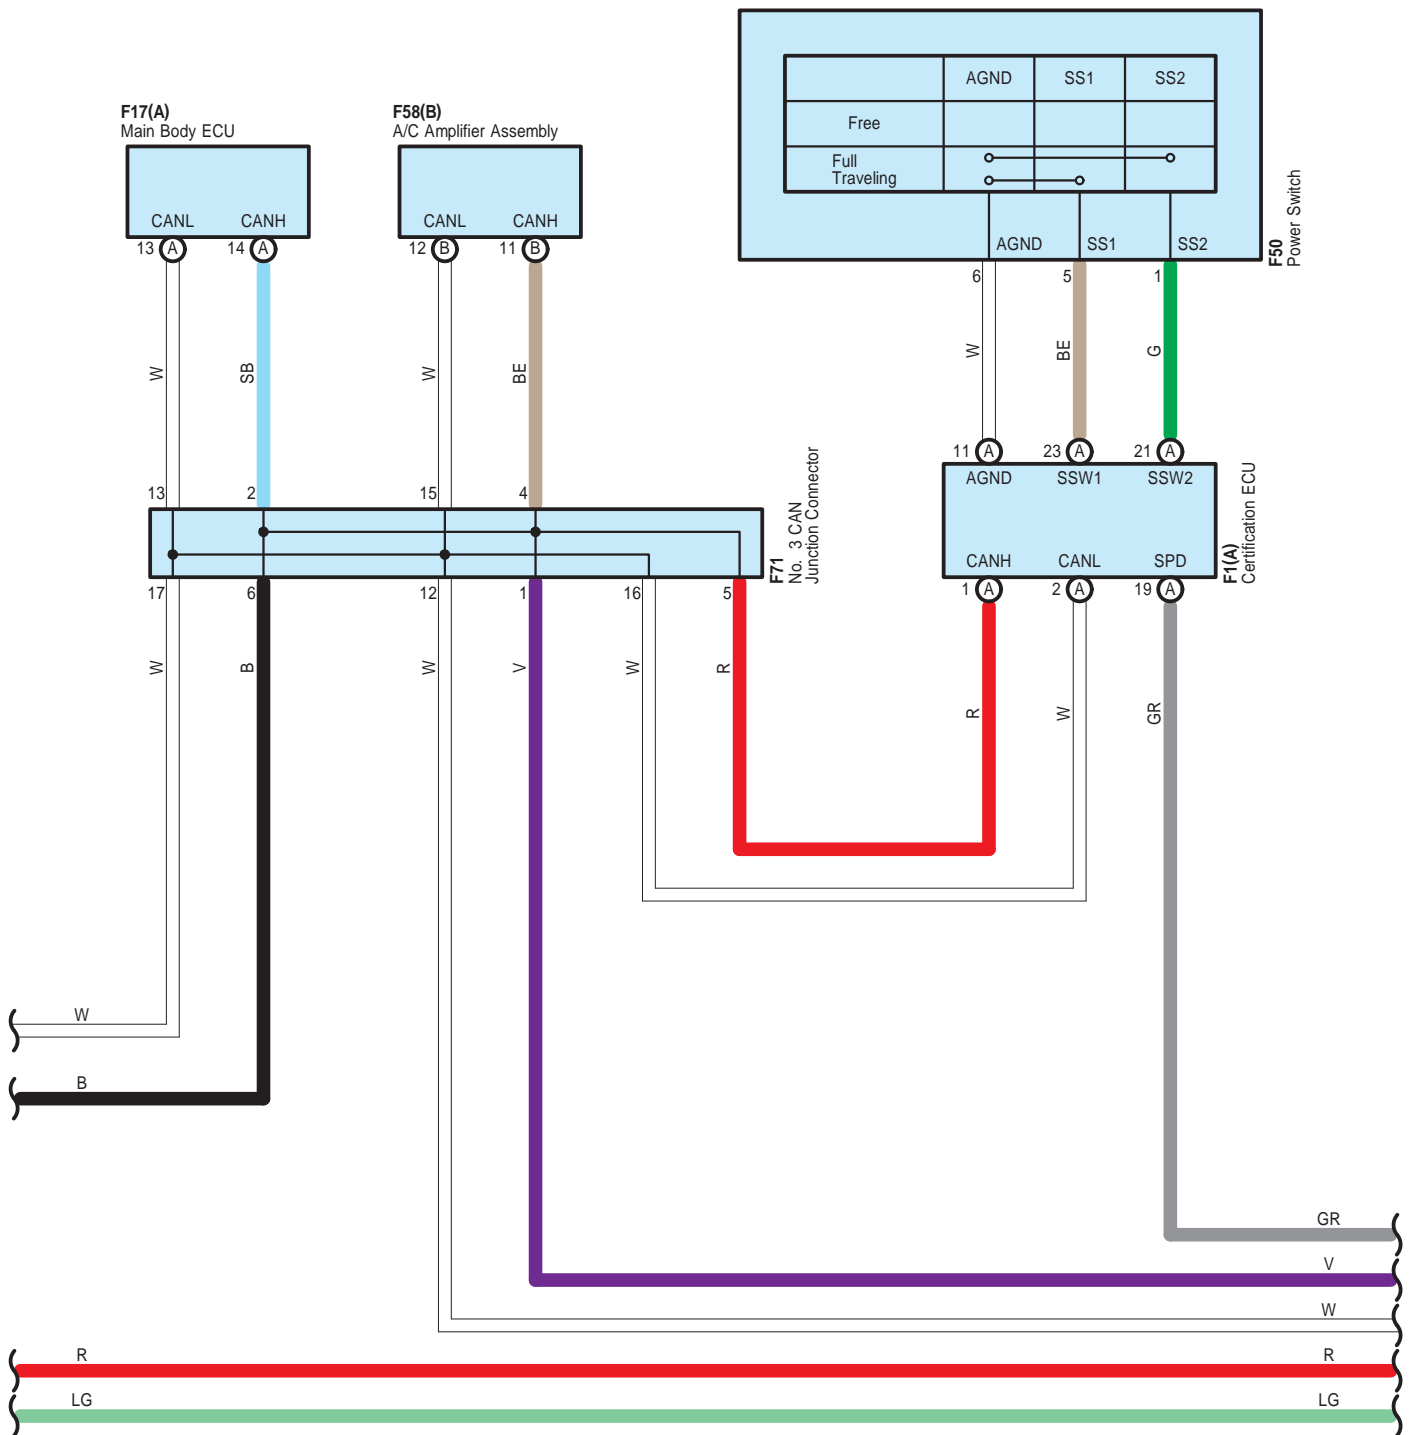 AGND SS1 SS2
Free
Full
Traveling
AGND SS1 SS2
F50
Power Switch
F17(A)
Main Body ECU
CANL CANH
13 A 14 A
F58(B)
A/C Amplifier Assembly
CANL CANH
12 B 11 B
6 5 1
W SB W BE W BE G
11 A 23 A 21 A
AGND SSW1 SSW2
CANH CANL SPD
F1(A)
Certification ECU
1 A 2 A 19 A
13 2 15 4
F71
No. 3 CAN
Junction Connector
17 6 12 1 16 5
W B W V W R
R W GR
W
B
GR
V
W
R R
LG LG